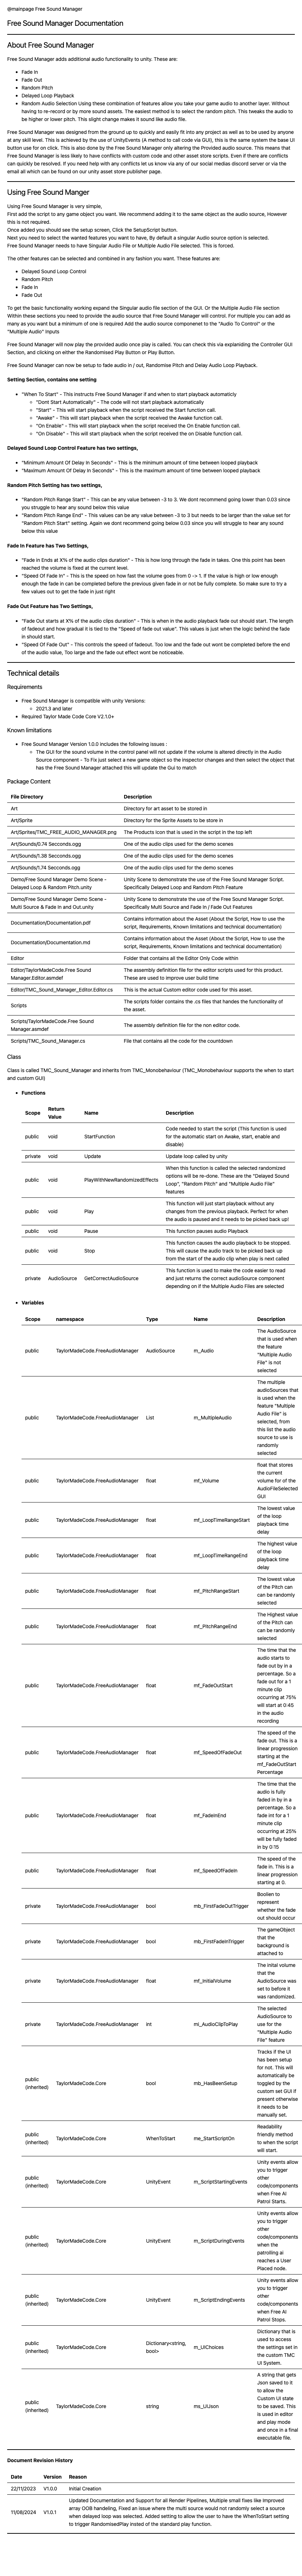 @mainpage Free Sound Manager
Free Sound Manager Documentation
About Free Sound Manager
Free Sound Manager adds additional audio functionality to unity. These are:
• Fade In
• Fade Out
• Random Pitch
• Delayed Loop Playback
• Random Audio Selection Using these combination of features allow you take your game audio to another level. Without
having to re-record or by more sound assets. The easiest method is to select the random pitch. This tweaks the audio to
be higher or lower pitch. This slight change makes it sound like audio file.
Free Sound Manager was designed from the ground up to quickly and easily fit into any project as well as to be used by anyone
at any skill level. This is achieved by the use of UnityEvents (A method to call code via the GUI), this is the same system the base UI
button use for on click. This is also done by the Free Sound Manager only altering the Provided audio source. This means that
Free Sound Manager is less likely to have conflicts with custom code and other asset store scripts. Even if there are conflicts
can be quickly be resolved. If you need help with any conflicts let us know via any of our social medias discord server or via the
email all which can be found on our unity asset store publisher page.
Using Free Sound Manger
Using Free Sound Manager is very simple,
First add the script to any game object you want. We recommend adding it to the same object as the audio source, However
this is not required.
Once added you should see the setup screen, Click the SetupScript button.
Next you need to select the wanted features you want to have, By default a singular Audio source option is selected.
Free Sound Manager needs to have Singular Audio File or Multiple Audio File selected. This is forced.
The other features can be selected and combined in any fashion you want. These features are:
• Delayed Sound Loop Control
• Random Pitch
• Fade In
• Fade Out
To get the basic functionality working expand the Singular audio file section of the GUI. Or the Multiple Audio File section
Within these sections you need to provide the audio source that Free Sound Manager will control. For multiple you can add as
many as you want but a minimum of one is required Add the audio source component to the "Audio To Control" or the
"Multiple Audio" Inputs
Free Sound Manager will now play the provided audio once play is called. You can check this via explanding the Controller GUI
Section, and clicking on either the Randomised Play Button or Play Button.
Free Sound Manager can now be setup to fade audio in / out, Randomise Pitch and Delay Audio Loop Playback.
Setting Section, contains one setting
• "When To Start" - This instructs Free Sound Manager if and when to start playback automaticly
◦ "Dont Start Automatically" - The code will not start playback automatically
◦ "Start" - This will start playback when the script received the Start function call.
◦ "Awake" - This will start playback when the script received the Awake function call.
◦ "On Enable" - This will start playback when the script received the On Enable function call.
◦ "On Disable" - This will start playback when the script received the on Disable function call.
Delayed Sound Loop Control Feature has two settings,
• "Minimum Amount Of Delay In Seconds" - This is the minimum amount of time between looped playback
• "Maximum Amount Of Delay In Seconds" - This is the maximum amount of time between looped playback
Random Pitch Setting has two settings,
• "Random Pitch Range Start" - This can be any value between -3 to 3. We dont recommend going lower than 0.03 since
you struggle to hear any sound below this value
• "Random Pitch Range End" - This values can be any value between -3 to 3 but needs to be larger than the value set for
"Random Pitch Start" setting. Again we dont recommend going below 0.03 since you will struggle to hear any sound
below this value
Fade In Feature has two Settings,
• "Fade In Ends at X% of the audio clips duration" - This is how long through the fade in takes. One this point has been
reached the volume is fixed at the current level.
• "Speed Of Fade In" - This is the speed on how fast the volume goes from 0 -> 1. If the value is high or low enough
enough the fade in can be completed before the previous given fade in or not be fully complete. So make sure to try a
few values out to get the fade in just right
Fade Out Feature has two Settings,
• "Fade Out starts at X% of the audio clips duration" - This is when in the audio playback fade out should start. The length
of fadeout and how gradual it is tied to the "Speed of fade out value". This values is just when the logic behind the fade
in should start.
• "Speed Of Fade Out" - This controls the speed of fadeout. Too low and the fade out wont be completed before the end
of the audio value, Too large and the fade out effect wont be noticeable.
Technical details
Requirements
• Free Sound Manager is compatible with unity Versions:
◦ 2021.3 and later
• Required Taylor Made Code Core V2.1.0+
Known limitations
• Free Sound Manager Version 1.0.0 includes the following issues :
◦ The GUI for the sound volume in the control panel will not update if the volume is altered directly in the Audio
Source component - To Fix just select a new game object so the inspector changes and then select the object that
has the Free Sound Manager attached this will update the Gui to match
Package Content
File Directory Description
Art Directory for art asset to be stored in
Art/Sprite Directory for the Sprite Assets to be store in
Art/Sprites/TMC_FREE_AUDIO_MANAGER.png The Products Icon that is used in the script in the top left
Art/Sounds/0.74 Secconds.ogg One of the audio clips used for the demo scenes
Art/Sounds/1.38 Secconds.ogg One of the audio clips used for the demo scenes
Art/Sounds/1.74 Secconds.ogg One of the audio clips used for the demo scenes
Demo/Free Sound Manager Demo Scene - Delayed Loop & Random Pitch.unity Unity Scene to demonstrate the use of the Free Sound Manager Script. Specifically Delayed Loop and Random Pitch Feature
Demo/Free Sound Manager Demo Scene - Multi Source & Fade In and Out.unity Unity Scene to demonstrate the use of the Free Sound Manager Script. Specifically Multi Sound and Fade In / Fade Out Features
Documentation/Documentation.pdf Contains information about the Asset (About the Script, How to use the script, Requirements, Known limitations and technical documentation)
Documentation/Documentation.md Contains information about the Asset (About the Script, How to use the script, Requirements, Known limitations and technical documentation)
Editor Folder that contains all the Editor Only Code within
Editor/TaylorMadeCode.Free Sound Manager.Editor.asmdef The assembly definition file for the editor scripts used for this product. These are used to Improve user build time
Editor/TMC_Sound_Manager_Editor.Editor.cs This is the actual Custom editor code used for this asset.
Scripts The scripts folder contains the .cs files that handes the functionality of the asset.
Scripts/TaylorMadeCode.Free Sound Manager.asmdef The assembly definition file for the non editor code.
Scripts/TMC_Sound_Manager.cs File that contains all the code for the countdown
Class
Class is called TMC_Sound_Manager and inherits from TMC_Monobehaviour (TMC_Monobehaviour supports the when to start
and custom GUI)
• Functions
Scope Return Value Name Description
public void StartFunction Code needed to start the script (This function is used for the automatic start on Awake, start, enable and disable)
private void Update Update loop called by unity
public void PlayWithNewRandomizedEffects When this function is called the selected randomized options will be re-done. These are the "Delayed Sound Loop", "Random Pitch" and "Multiple Audio File" features
public void Play This function will just start playback without any changes from the previous playback. Perfect for when the audio is paused and it needs to be picked back up!
public void Pause This function pauses audio Playback
public void Stop This function causes the audio playback to be stopped. This will cause the audio track to be picked back up from the start of the audio clip when play is next called
private AudioSource GetCorrectAudioSource This function is used to make the code easier to read and just returns the correct audioSource component depending on if the Multiple Audio Files are selected
• Variables
Scope namespace Type Name Description
public TaylorMadeCode.FreeAudioManager AudioSource m_Audio The AudioSource that is used when the feature "Multiple Audio File" is not selected
public TaylorMadeCode.FreeAudioManager List m_MultipleAudio The multiple audioSources that is used when the feature "Multiple Audio File" is selected, from this list the audio source to use is randomly selected
public TaylorMadeCode.FreeAudioManager float mf_Volume float that stores the current volume for of the AudioFileSelected GUI
public TaylorMadeCode.FreeAudioManager float mf_LoopTimeRangeStart The lowest value of the loop playback time delay
public TaylorMadeCode.FreeAudioManager float mf_LoopTimeRangeEnd The highest value of the loop playback time delay
public TaylorMadeCode.FreeAudioManager float mf_PitchRangeStart The lowest value of the Pitch can can be randomly selected
public TaylorMadeCode.FreeAudioManager float mf_PitchRangeEnd The Highest value of the Pitch can can be randomly selected
public TaylorMadeCode.FreeAudioManager float mf_FadeOutStart The time that the audio starts to fade out by in a percentage. So a fade out for a 1 minute clip occurring at 75% will start at 0:45 in the audio recording
public TaylorMadeCode.FreeAudioManager float mf_SpeedOfFadeOut The speed of the fade out. This is a linear progression starting at the mf_FadeOutStart Percentage
public TaylorMadeCode.FreeAudioManager float mf_FadeInEnd The time that the audio is fully faded in by in a percentage. So a fade int for a 1 minute clip occurring at 25% will be fully faded in by 0:15
public TaylorMadeCode.FreeAudioManager float mf_SpeedOfFadeIn The speed of the fade in. This is a linear progression starting at 0.
private TaylorMadeCode.FreeAudioManager bool mb_FirstFadeOutTrigger Boolien to represent whether the fade out should occur
private TaylorMadeCode.FreeAudioManager bool mb_FirstFadeInTrigger The gameObject that the background is attached to
private TaylorMadeCode.FreeAudioManager float mf_InitialVolume The inital volume that the AudioSource was set to before it was randomized.
private TaylorMadeCode.FreeAudioManager int mi_AudioClipToPlay The selected AudioSource to use for the "Multiple Audio File" feature
public (Inherited) TaylorMadeCode.Core bool mb_HasBeenSetup Tracks if the UI has been setup for not. This will automatically be toggled by the custom set GUI if present otherwise it needs to be manually set.
public (Inherited) TaylorMadeCode.Core WhenToStart me_StartScriptOn Readability friendly method to when the script will start.
public (Inherited) TaylorMadeCode.Core UnityEvent m_ScriptStartingEvents Unity events allow you to trigger other code/components when Free AI Patrol Starts.
public (Inherited) TaylorMadeCode.Core UnityEvent m_ScriptDuringEvents Unity events allow you to trigger other code/components when the patrolling ai reaches a User Placed node.
public (Inherited) TaylorMadeCode.Core UnityEvent m_ScriptEndingEvents Unity events allow you to trigger other code/components when Free AI Patrol Stops.
public (Inherited) TaylorMadeCode.Core Dictionary<string, bool> m_UIChoices Dictionary that is used to access the settings set in the custom TMC UI System.
public (Inherited) TaylorMadeCode.Core string ms_UIJson A string that gets Json saved to it to allow the Custom UI state to be saved. This is used in editor and play mode and once in a final executable file.
Document Revision History
Date Version Reason
22/11/2023 V1.0.0 Initial Creation
11/08/2024 V1.0.1 Updated Documentation and Support for all Render Pipelines, Multiple small fixes like Improved array OOB handeling, Fixed an issue where the multi source would not randomly select a source when delayed loop was selected. Added setting to allow the user to have the WhenToStart setting to trigger RandomisedPlay insted of the standard play function.